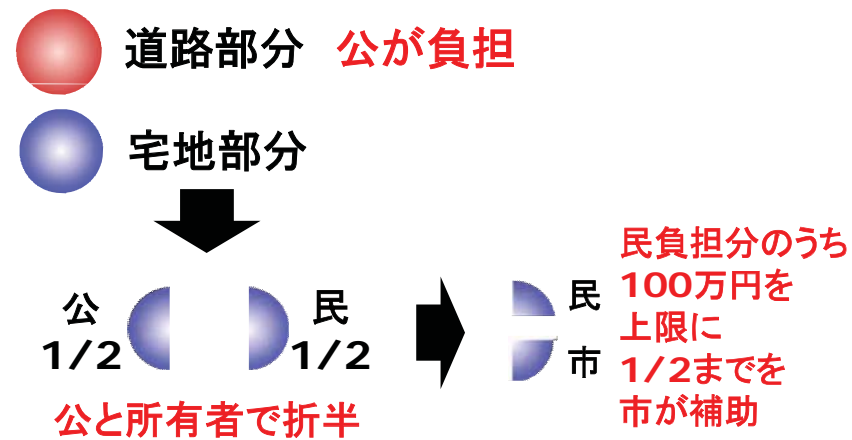 道路部分 公が負担
宅地部分
公
1/2
民
1/2
公と所有者で折半
民
市
民負担分のうち
100万円を
上限に
1/2までを
市が補助